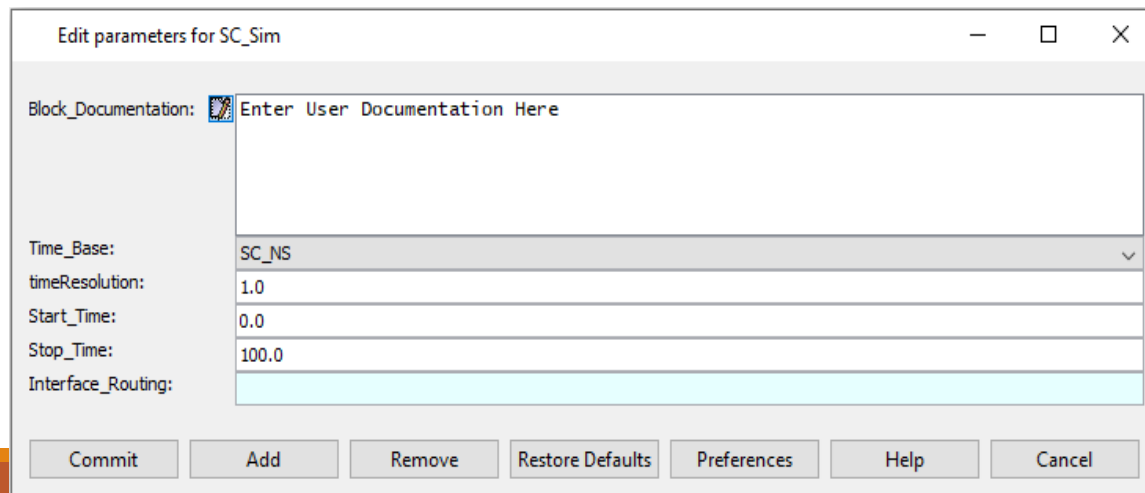 Edit parameters for SC_Sim
Block_Documentation: Enter User Documentation Here
Time_Base: SC_NS
timeResolution: 1.0
Start_Time: 0.0
Stop_Time: 100.0
Interface_Routing:
Commit Add Remove Restore Defaults Preferences Help Cancel